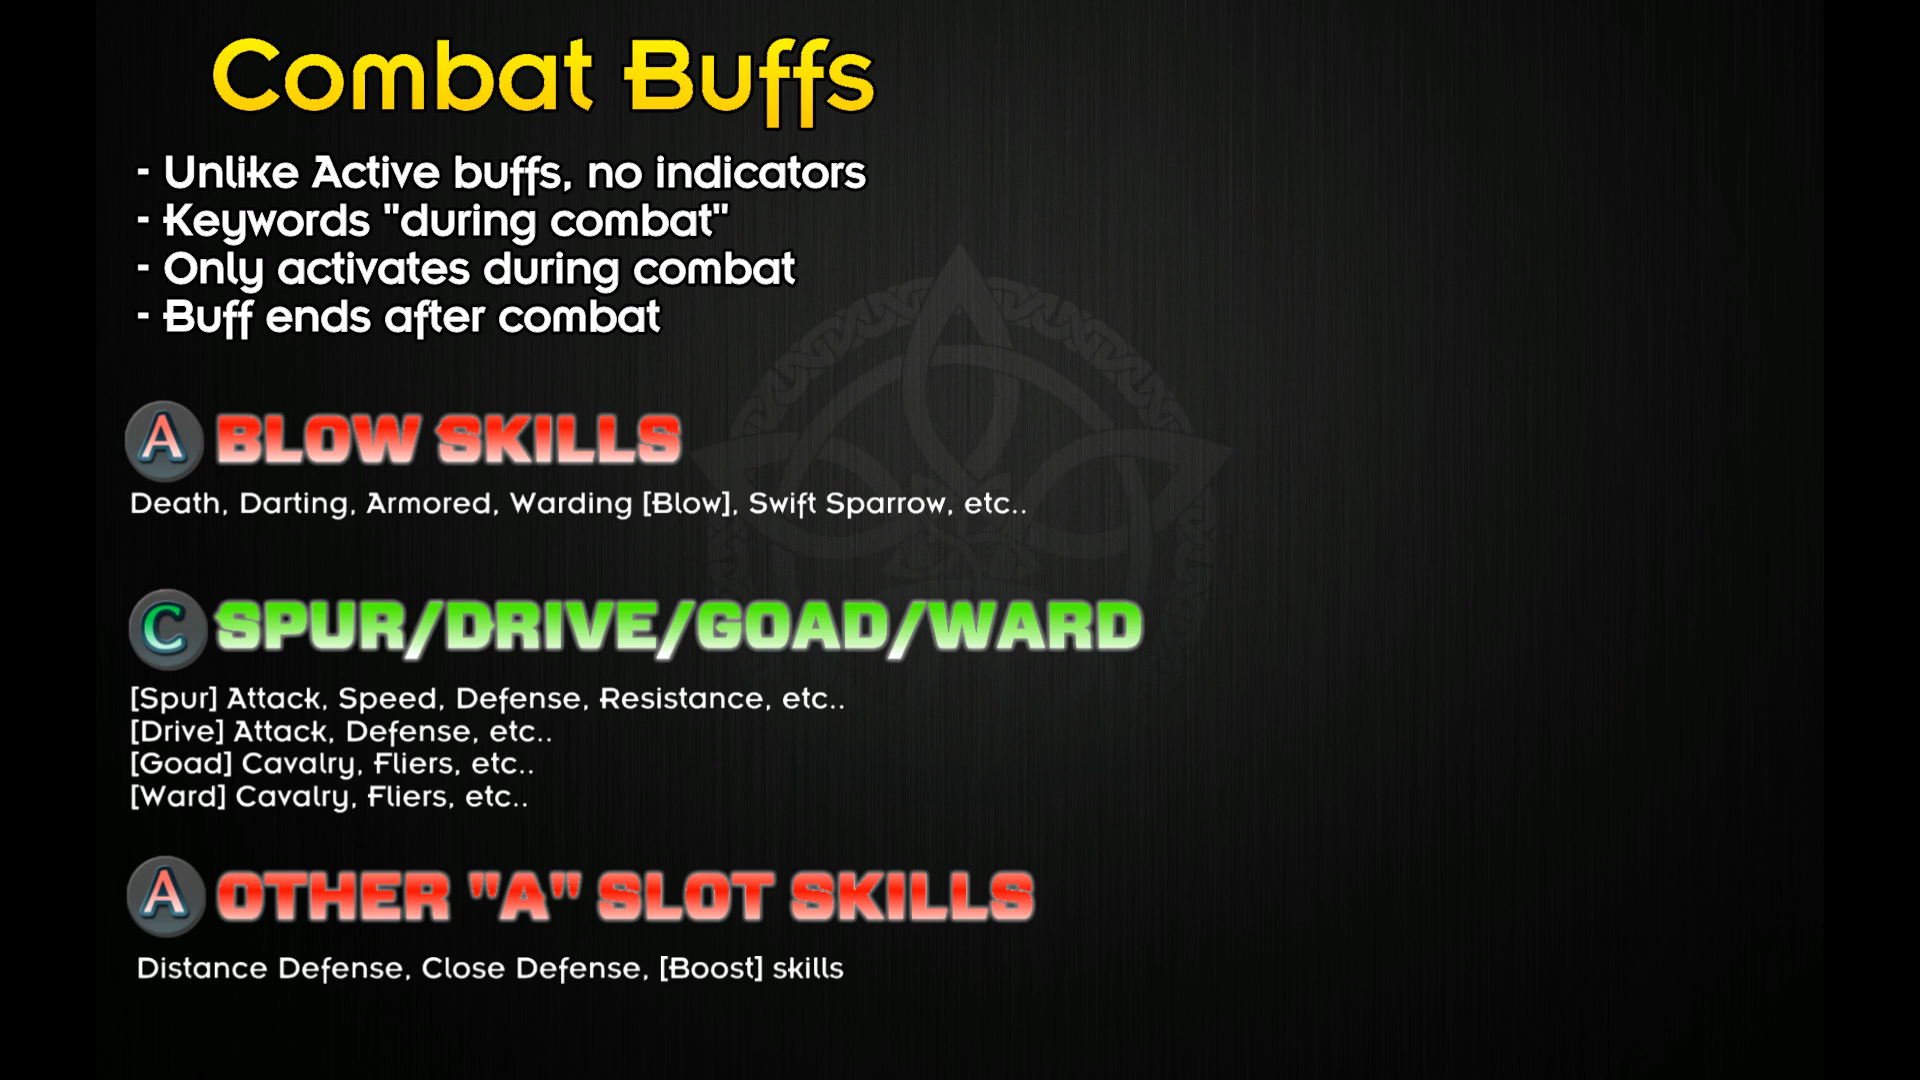 Combat Buffs
- Unlike Active buffs, no indicators
- Keywords "during combat"
- Only activates during combat
- Buff ends after combat
A BLOW SKILLS
Death, Darting, Armored, Warding [Blow], Swift Sparrow, etc..
C SPUR/DRIVE/GOAD/WARD
[Spur] Attack, Speed, Defense, Resistance, etc..
[Drive] Attack, Defense, etc..
[Goad] Cavalry, Fliers, etc..
[Ward] Cavalry, Fliers, etc..
A OTHER "A" SLOT SKILLS
Distance Defense, Close Defense, [Boost] skills